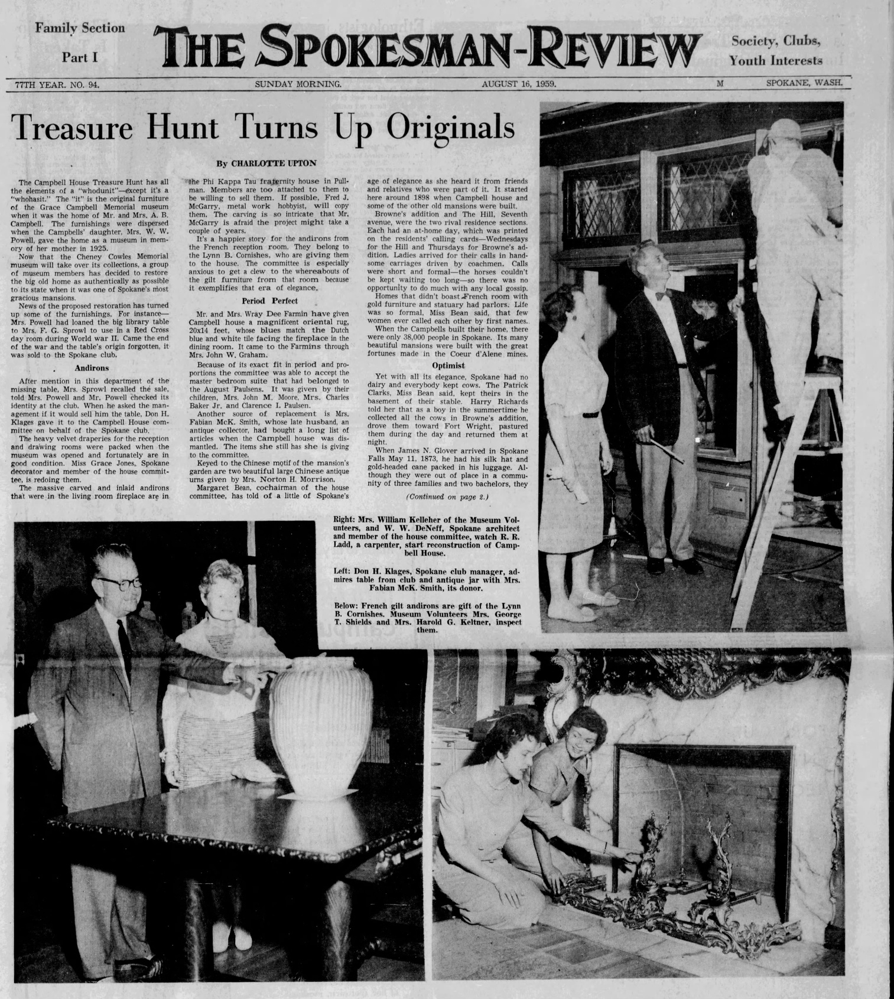 Family Section
Part I
THE SPOKESMAN-REVIEW
Society, Clubs,
Youth Interests
77TH YEAR. NO. 94. SUNDAY MORNING. AUGUST 16, 1959. M SPOKANE, WASH.
Treasure Hunt Turns Up Originals
By CHARLOTTE UPTON
The Campbell House Treasure Hunt has all
the elements of a "whodunit"—except it's a
"whohasit." The "it" is the original furniture
of the Grace Campbell Memorial museum
when it was the home of Mr. and Mrs. A. B.
Campbell. The furnishings were dispersed
when the Campbells' daughter, Mrs. W. W.
Powell, gave the home as a museum in mem-
ory of her mother in 1925.
Now that the Cheney Cowles Memorial
museum will take over its collections, a group
of museum members has decided to restore
the big old home as authentically as possible
to its state when it was one of Spokane's most
gracious mansions.
News of the proposed restoration has turned
up some of the furnishings. For instance—
Mrs. Powell had loaned the big library table
to Mrs. F. G. Sprowl to use in a Red Cross
day room during World war II. Came the end
of the war and the table's origin forgotten, it
was sold to the Spokane club.
Andirons
After mention in this department of the
missing table, Mrs. Sprowl recalled the sale,
told Mrs. Powell and Mr. Powell checked its
identity at the club. When he asked the man-
agement if it would sell him the table, Don H.
Klages gave it to the Campbell House com-
mittee on behalf of the Spokane club.
The heavy velvet draperies for the reception
and drawing rooms were packed when the
museum was opened and fortunately are in
good condition. Miss Grace Jones, Spokane
decorator and member of the house commit-
tee, is redoing them.
The massive carved and inlaid andirons
that were in the living room fireplace are in
the Phi Kappa Tau fraternity house in Pull-
man. Members are too attached to them to
be willing to sell them. If possible, Fred J.
McGarry, metal work hobbyist, will copy
them. The carving is so intricate that Mr.
McGarry is afraid the project might take a
couple of years.
It's a happier story for the andirons from
the French reception room. They belong to
the Lynn B. Cornishes, who are giving them
to the house. The committee is especially
anxious to get a clew to the whereabouts of
the gilt furniture from that room because
it exemplifies that era of elegance.
Period Perfect
Mr. and Mrs. Wray Dee Farmin have given
Campbell house a magnificent oriental rug,
20x14 feet, whose blues match the Dutch
blue and white tile facing the fireplace in the
dining room. It came to the Farmins through
Mrs. John W. Graham.
Because of its exact fit in period and pro-
portions the committee was able to accept the
master bedroom suite that had belonged to
the August Paulsens. It was given by their
children, Mrs. John M. Moore, Mrs. Charles
Baker Jr. and Clarence I. Paulsen.
Another source of replacement is Mrs.
Fabian McK. Smith, whose late husband, an
antique collector, had bought a long list of
articles when the Campbell house was dis-
mantled. The items she still has she is giving
to the committee.
Keyed to the Chinese motif of the mansion's
garden are two beautiful large Chinese antique
urns given by Mrs. Norton H. Morrison.
Margaret Bean, cochairman of the house
committee, has told of a little of Spokane's
age of elegance as she heard it from friends
and relatives who were part of it. It started
here around 1898 when Campbell house and
some of the other old mansions were built.
Browne's addition and The Hill, Seventh
avenue, were the two rival residence sections.
Each had an at-home day, which was printed
on the residents' calling cards—Wednesdays
for the Hill and Thursdays for Browne's ad-
dition. Ladies arrived for their calls in hand-
some carriages driven by coachmen. Calls
were short and formal—the horses couldn't
be kept waiting too long—so there was no
opportunity to do much with any local gossip.
Homes that didn't boast French room with
gold furniture and statuary had parlors. Life
was so formal, Miss Bean said, that few
women ever called each other by first names.
When the Campbells built their home, there
were only 38,000 people in Spokane. Its many
beautiful mansions were built with the great
fortunes made in the Coeur d'Alene mines.
Optimist
Yet with all its elegance, Spokane had no
dairy and everybody kept cows. The Patrick
Clarks, Miss Bean said, kept theirs in the
basement of their stable. Harry Richards
told her that as a boy in the summertime he
collected all the cows in Browne's addition,
drove them toward Fort Wright, pastured
them during the day and returned them at
night.
When James N. Glover arrived in Spokane
Falls May 11, 1873, he had his silk hat and
gold-headed cane packed in his luggage. Al-
though they were out of place in a commu-
nity of three families and two bachelors, they
(Continued on page 2.)
Right: Mrs. William Kelleher of the Museum Vol-
unteers, and W. W. DeNeff, Spokane architect
and member of the house committee, watch R. R.
Ladd, a carpenter, start reconstruction of Camp-
bell House.
Left: Don H. Klages, Spokane club manager, ad-
mires table from club and antique jar with Mrs.
Fabian McK. Smith, its donor.
Below: French gilt andirons are gift of the Lynn
B. Cornishes. Museum Volunteers Mrs. George
T. Shields and Mrs. Harold G. Keltner, inspect
them.